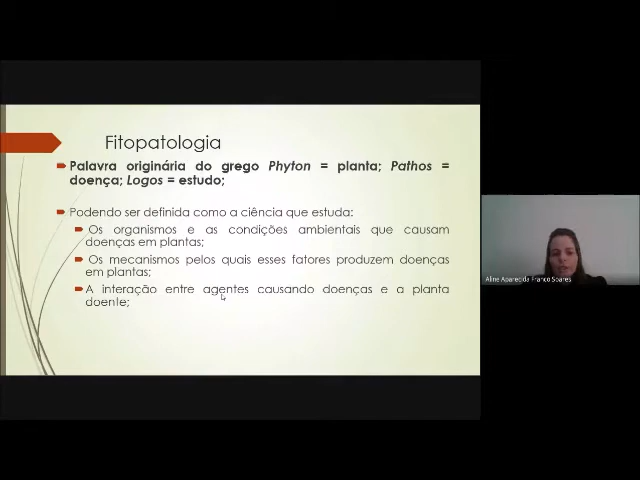 Fitopatologia
Palavra originária do grego Phyton = planta; Pathos =
doença; Logos = estudo;
Podendo ser definida como a ciência que estuda:
Os organismos e as condições ambientais que causam
doenças em plantas;
Os mecanismos pelos quais esses fatores produzem doenças
em plantas;
A interação entre agentes causando doenças e a planta
doente;
Aline Aparecida Franco Soares